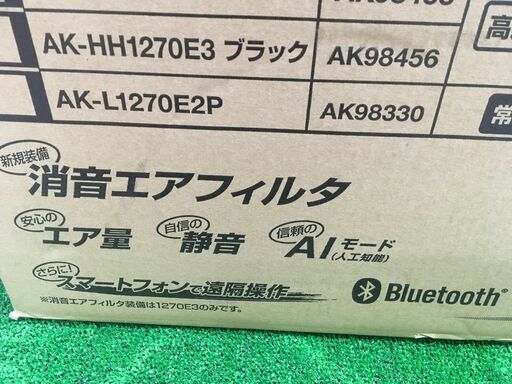 AK-HH1270E3 ブラック AK98456
AK-L1270E2P AK98330 常
新規装備
消音エアフィルタ
安心の エア量 自信の 静音 信頼の AIモード
(人工知能)
さらに!
スマートフォンで遠隔操作 Bluetooth®
※消音エアフィルタ装備は1270E3のみです。